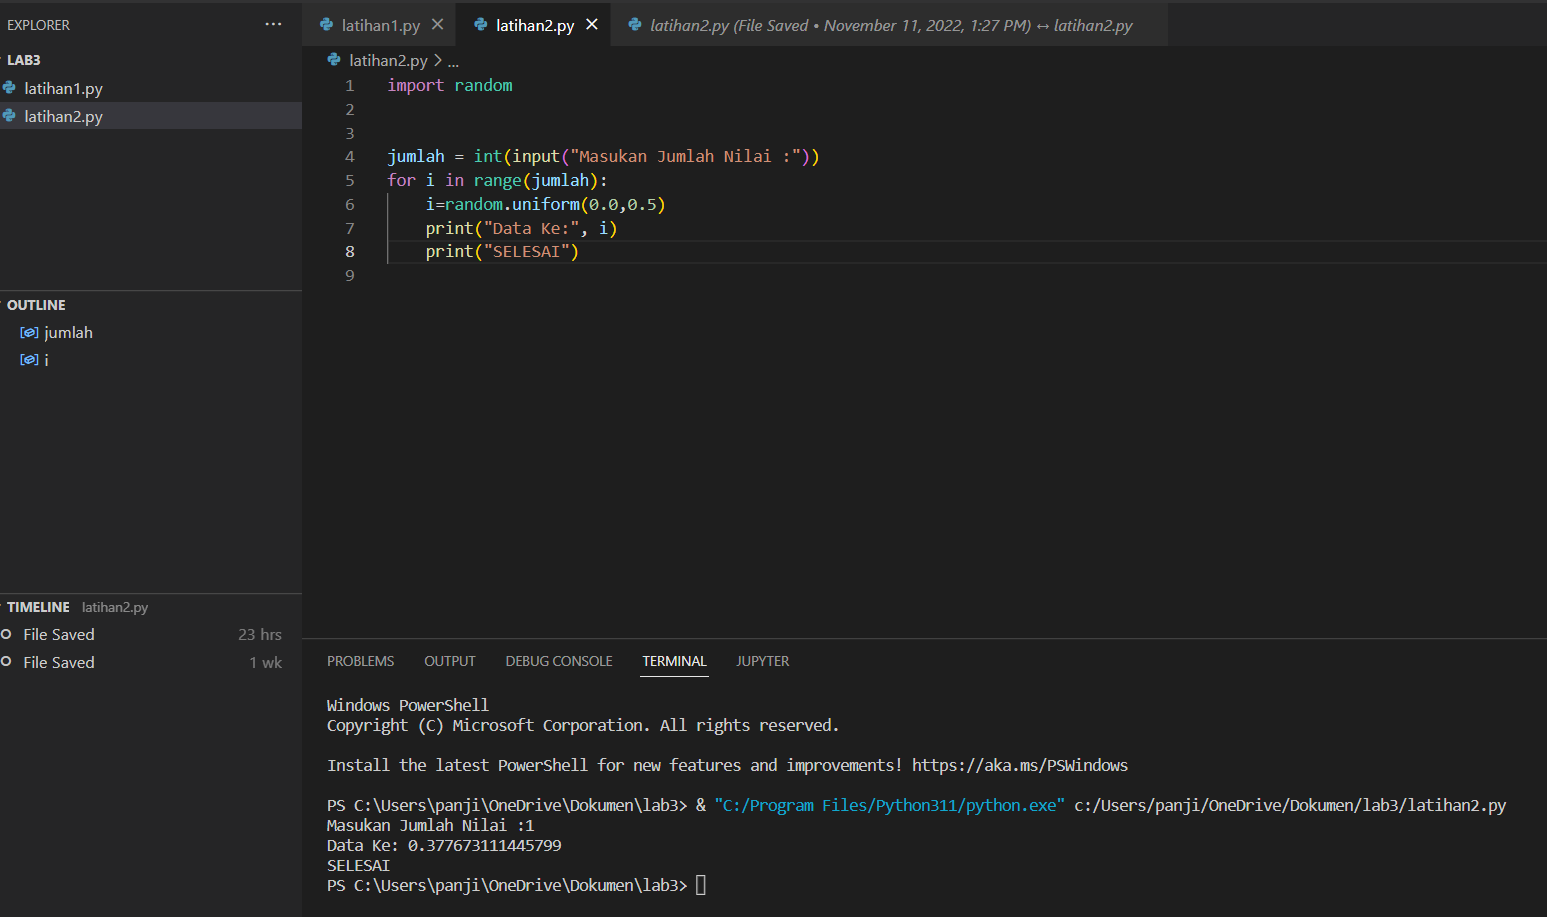 EXPLORER ...
LAB3
latihan1.py
latihan2.py
OUTLINE
jumlah
i
TIMELINE latihan2.py
File Saved 23 hrs
File Saved 1 wk
latihan1.py latihan2.py latihan2.py (File Saved • November 11, 2022, 1:27 PM) ↔ latihan2.py
latihan2.py > ...
1 import random
2
3
4 jumlah = int(input("Masukan Jumlah Nilai :"))
5 for i in range(jumlah):
6     i=random.uniform(0.0,0.5)
7     print("Data Ke:", i)
8     print("SELESAI")
9
PROBLEMS OUTPUT DEBUG CONSOLE TERMINAL JUPYTER
Windows PowerShell
Copyright (C) Microsoft Corporation. All rights reserved.
Install the latest PowerShell for new features and improvements! https://aka.ms/PSWindows
PS C:\Users\panji\OneDrive\Dokumen\lab3> & "C:/Program Files/Python311/python.exe" c:/Users/panji/OneDrive/Dokumen/lab3/latihan2.py
Masukan Jumlah Nilai :1
Data Ke: 0.377673111445799
SELESAI
PS C:\Users\panji\OneDrive\Dokumen\lab3>